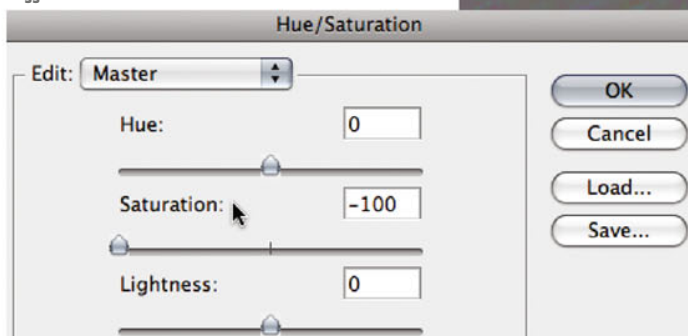 Hue/Saturation
Edit: Master
OK
Hue: 0
Cancel
Load...
Saturation: -100
Save...
Lightness: 0